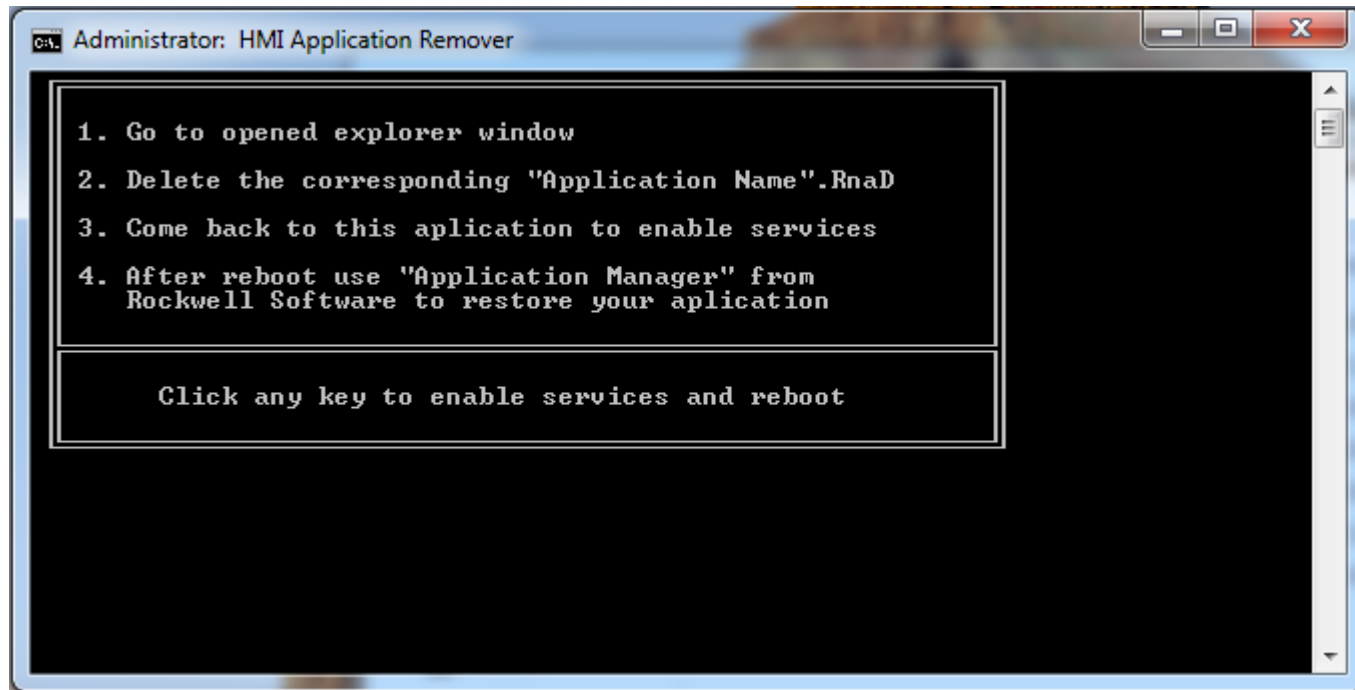 Administrator: HMI Application Remover
1. Go to opened explorer window
2. Delete the corresponding "Application Name".RnaD
3. Come back to this aplication to enable services
4. After reboot use "Application Manager" from
Rockwell Software to restore your aplication
Click any key to enable services and reboot